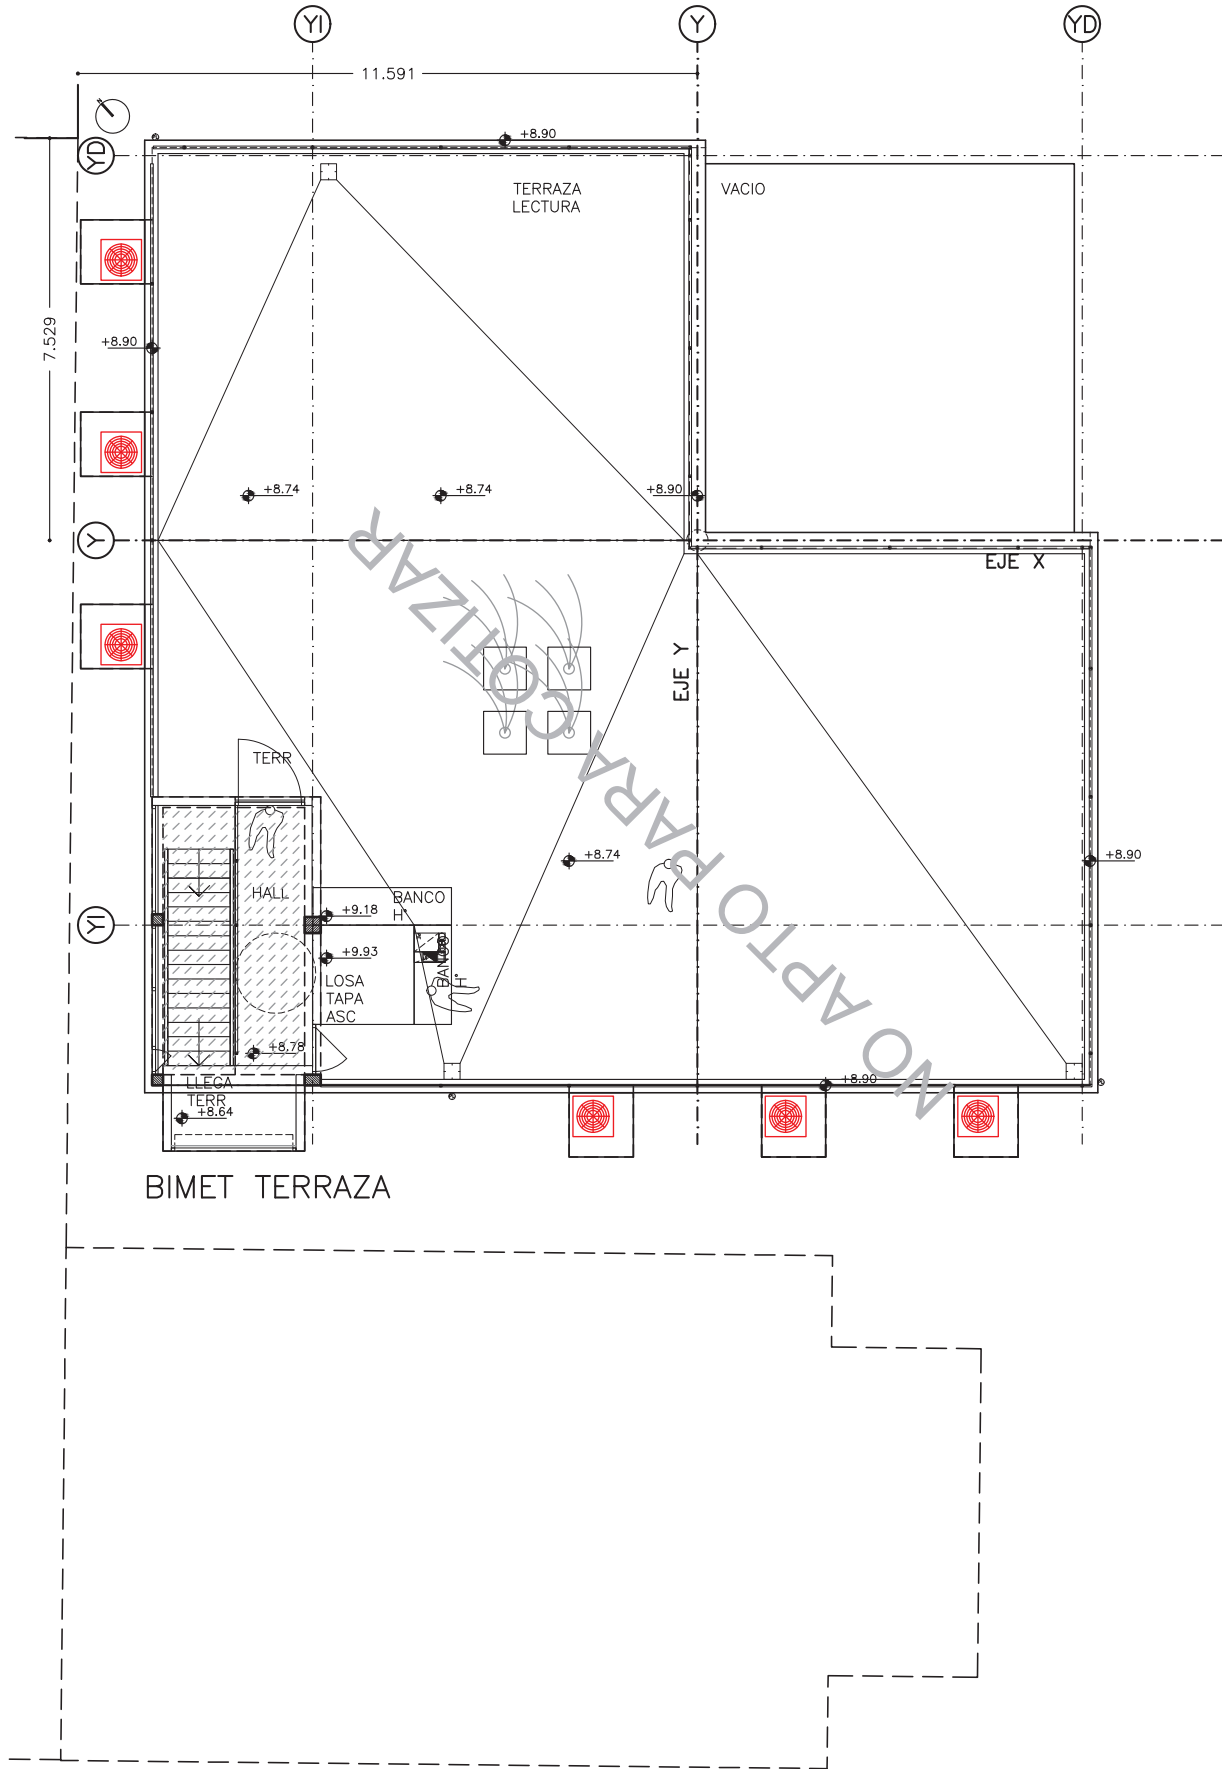 YI
Y
YD
11.591
YD
+8.90
TERRAZA
LECTURA
VACIO
7.529
+8.90
+8.74
+8.74
+8.90
Y
EJE X
EJE Y
NO APTO PARA COTIZAR
TERR
+8.74
+8.90
HALL
BANCO
H°
+9.18
YI
+9.93
BANCO
H°
LOSA
TAPA
ASC
+8.78
LLEGA
TERR
+8.64
+8.90
BIMET TERRAZA